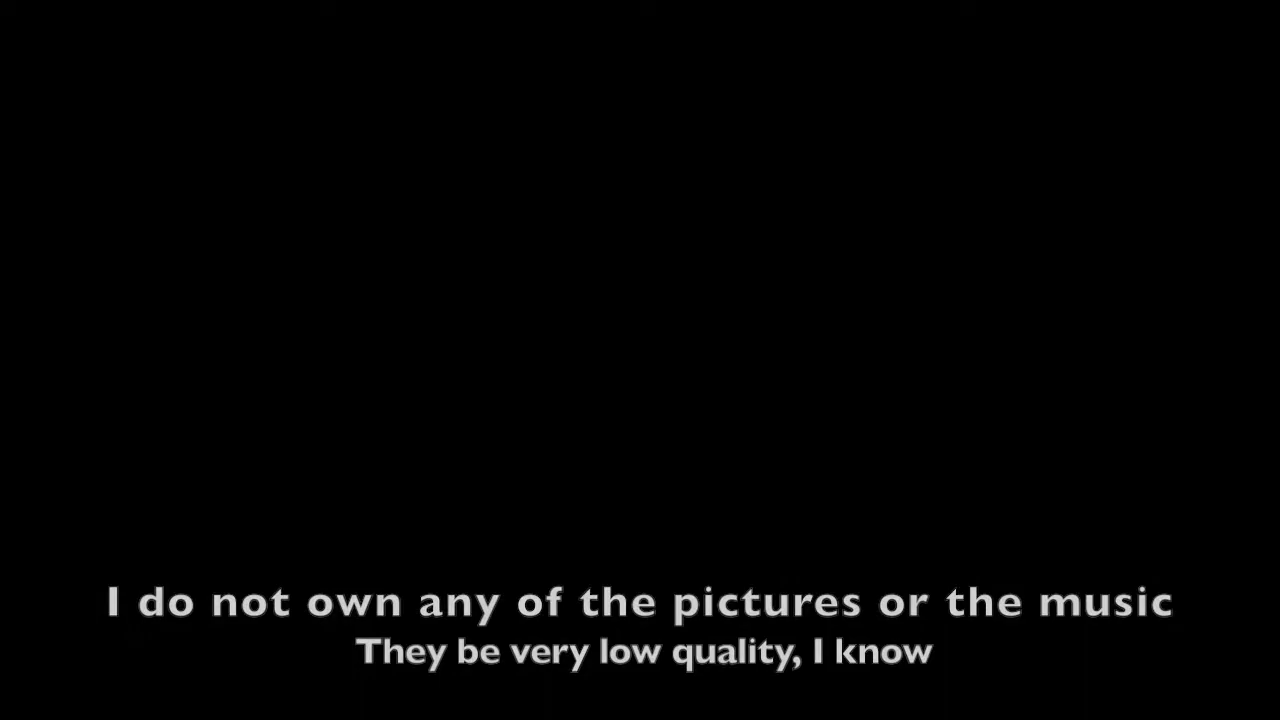 I do not own any of the pictures or the music
They be very low quality, I know